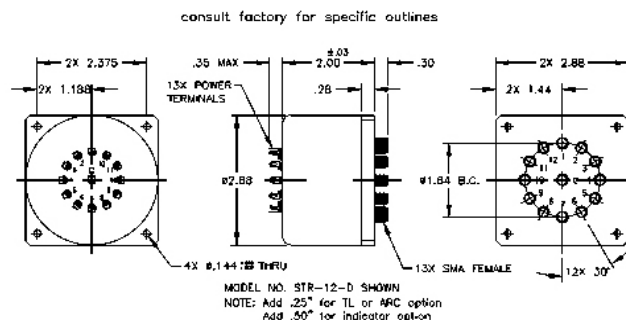 consult factory for specific outlines
2X 2.375
2X 1.188
.35 MAX
±.03
2.00
.30
.28
2X 2.88
2X 1.44
13X POWER
TERMINALS
Ø2.88
Ø1.64 B.C.
4X Ø.144 THRU
13X SMA FEMALE
12X 30°
MODEL NO. STR-12-D SHOWN
NOTE: Add .25" for TL or ARC option
Add .50" for indicator option